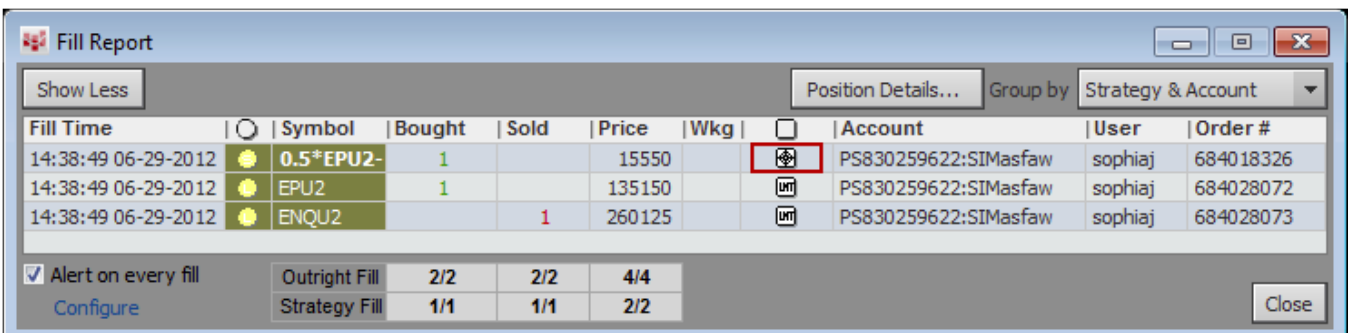 Fill Report
Show Less Position Details... Group by Strategy & Account
Fill Time Symbol Bought Sold Price Wkg Account User Order #
14:38:49 06-29-2012 0.5*EPU2- 1 15550 PS830259622:SIMasfaw sophiaj 684018326
14:38:49 06-29-2012 EPU2 1 135150 LMT PS830259622:SIMasfaw sophiaj 684028072
14:38:49 06-29-2012 ENQU2 1 260125 LMT PS830259622:SIMasfaw sophiaj 684028073
Alert on every fill Outright Fill 2/2 2/2 4/4
Configure Strategy Fill 1/1 1/1 2/2 Close